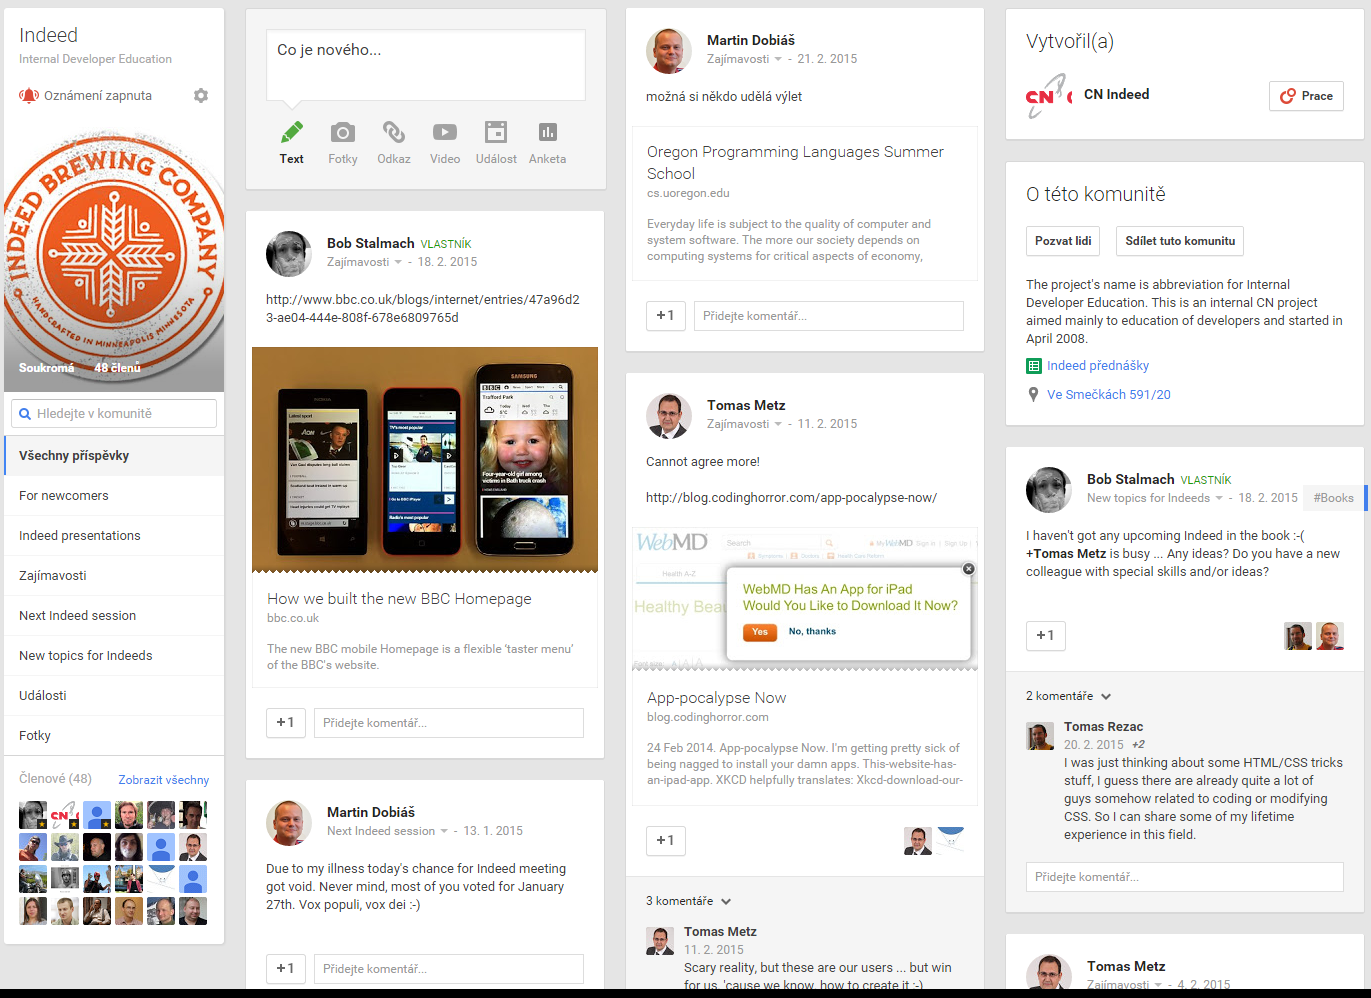 Indeed
Internal Developer Education
Oznámení zapnuta
INDEED BREWING COMPANY
HANDCRAFTED IN MINNEAPOLIS MINNESOTA
Soukromá 48 členů
Hledejte v komunitě
Všechny příspěvky
For newcomers
Indeed presentations
Zajímavosti
Next Indeed session
New topics for Indeeds
Události
Fotky
Členové (48) Zobrazit všechny
Co je nového...
Text Fotky Odkaz Video Událost Anketa
Bob Stalmach VLASTNÍK
Zajímavosti - 18. 2. 2015
http://www.bbc.co.uk/blogs/internet/entries/47a96d2
3-ae04-444e-808f-678e6809765d
SAMSUNG
BBC
Trafford Park
Four-year-old girl among
victims in Bath truck crash
How we built the new BBC Homepage
bbc.co.uk
The new BBC mobile Homepage is a flexible ‘taster menu’
of the BBC's website.
+1 Přidejte komentář...
Martin Dobiáš
Next Indeed session - 13. 1. 2015
Due to my illness today's chance for Indeed meeting
got void. Never mind, most of you voted for January
27th. Vox populi, vox dei :-)
+1 Přidejte komentář...
Martin Dobiáš
Zajímavosti - 21. 2. 2015
možná si někdo udělá výlet
Oregon Programming Languages Summer
School
cs.uoregon.edu
Everyday life is subject to the quality of computer and
system software. The more our society depends on
computing systems for critical aspects of economy,
+1 Přidejte komentář...
Tomas Metz
Zajímavosti - 11. 2. 2015
Cannot agree more!
http://blog.codinghorror.com/app-pocalypse-now/
WebMD
Search
Health A-Z
Healthy Beau
WebMD Has An App for iPad
Would You Like to Download It Now?
Yes No, thanks
App-pocalypse Now
blog.codinghorror.com
24 Feb 2014. App-pocalypse Now. I'm getting pretty sick of
being nagged to install your damn apps. This-website-has-
an-ipad-app. XKCD helpfully translates: Xkcd-download-our-
+1
3 komentáře
Tomas Metz
11. 2. 2015
Scary reality, but these are our users ... but win
for us, 'cause we know, how to create it :-)
Vytvořil(a)
CN CN Indeed Prace
O této komunitě
Pozvat lidi Sdílet tuto komunitu
The project's name is abbreviation for Internal
Developer Education. This is an internal CN project
aimed mainly to education of developers and started in
April 2008.
Indeed přednášky
Ve Smečkách 591/20
Bob Stalmach VLASTNÍK
New topics for Indeeds - 18. 2. 2015 #Books
I haven't got any upcoming Indeed in the book :-(
+Tomas Metz is busy ... Any ideas? Do you have a new
colleague with special skills and/or ideas?
+1
2 komentáře
Tomas Rezac
20. 2. 2015 +2
I was just thinking about some HTML/CSS tricks
stuff, I guess there are already quite a lot of
guys somehow related to coding or modifying
CSS. So I can share some of my lifetime
experience in this field.
Přidejte komentář...
Tomas Metz
Zajímavosti - 4. 2. 2015